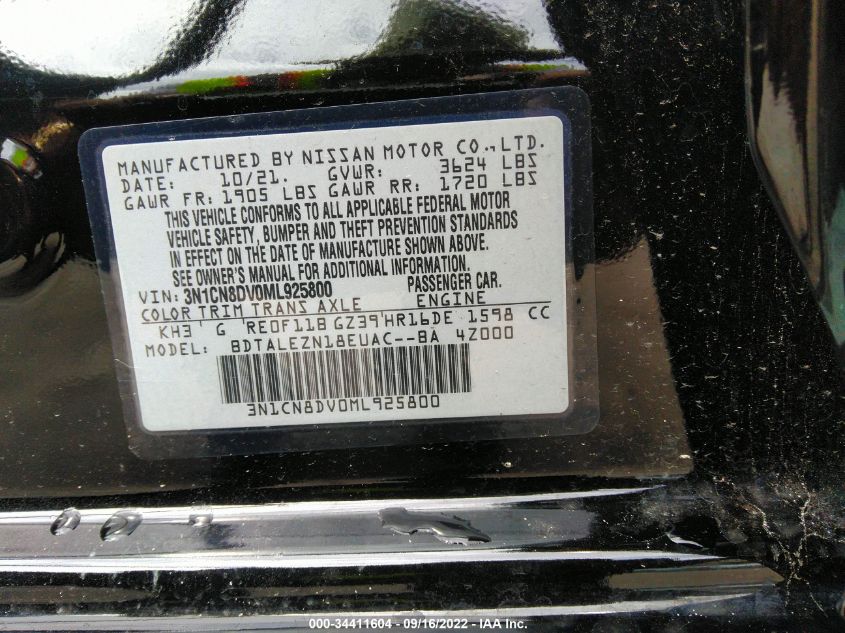 MANUFACTURED BY NISSAN MOTOR CO.,LTD.
DATE: 10/21. GVWR: 3624 LBS
GAWR FR: 1905 LBS GAWR RR: 1720 LBS
THIS VEHICLE CONFORMS TO ALL APPLICABLE FEDERAL MOTOR
VEHICLE SAFETY, BUMPER AND THEFT PREVENTION STANDARDS
IN EFFECT ON THE DATE OF MANUFACTURE SHOWN ABOVE.
SEE OWNER'S MANUAL FOR ADDITIONAL INFORMATION.
VIN: 3N1CN8DV0ML925800 PASSENGER CAR.
COLOR TRIM TRANS AXLE ENGINE
KH3 ' G ' RE0F11B GZ39'HR16DE 1598 CC
MODEL: BDTALEZN18EUAC--BA 4Z000
3N1CN8DV0ML925800
000-34411604 - 09/16/2022 - IAA Inc.